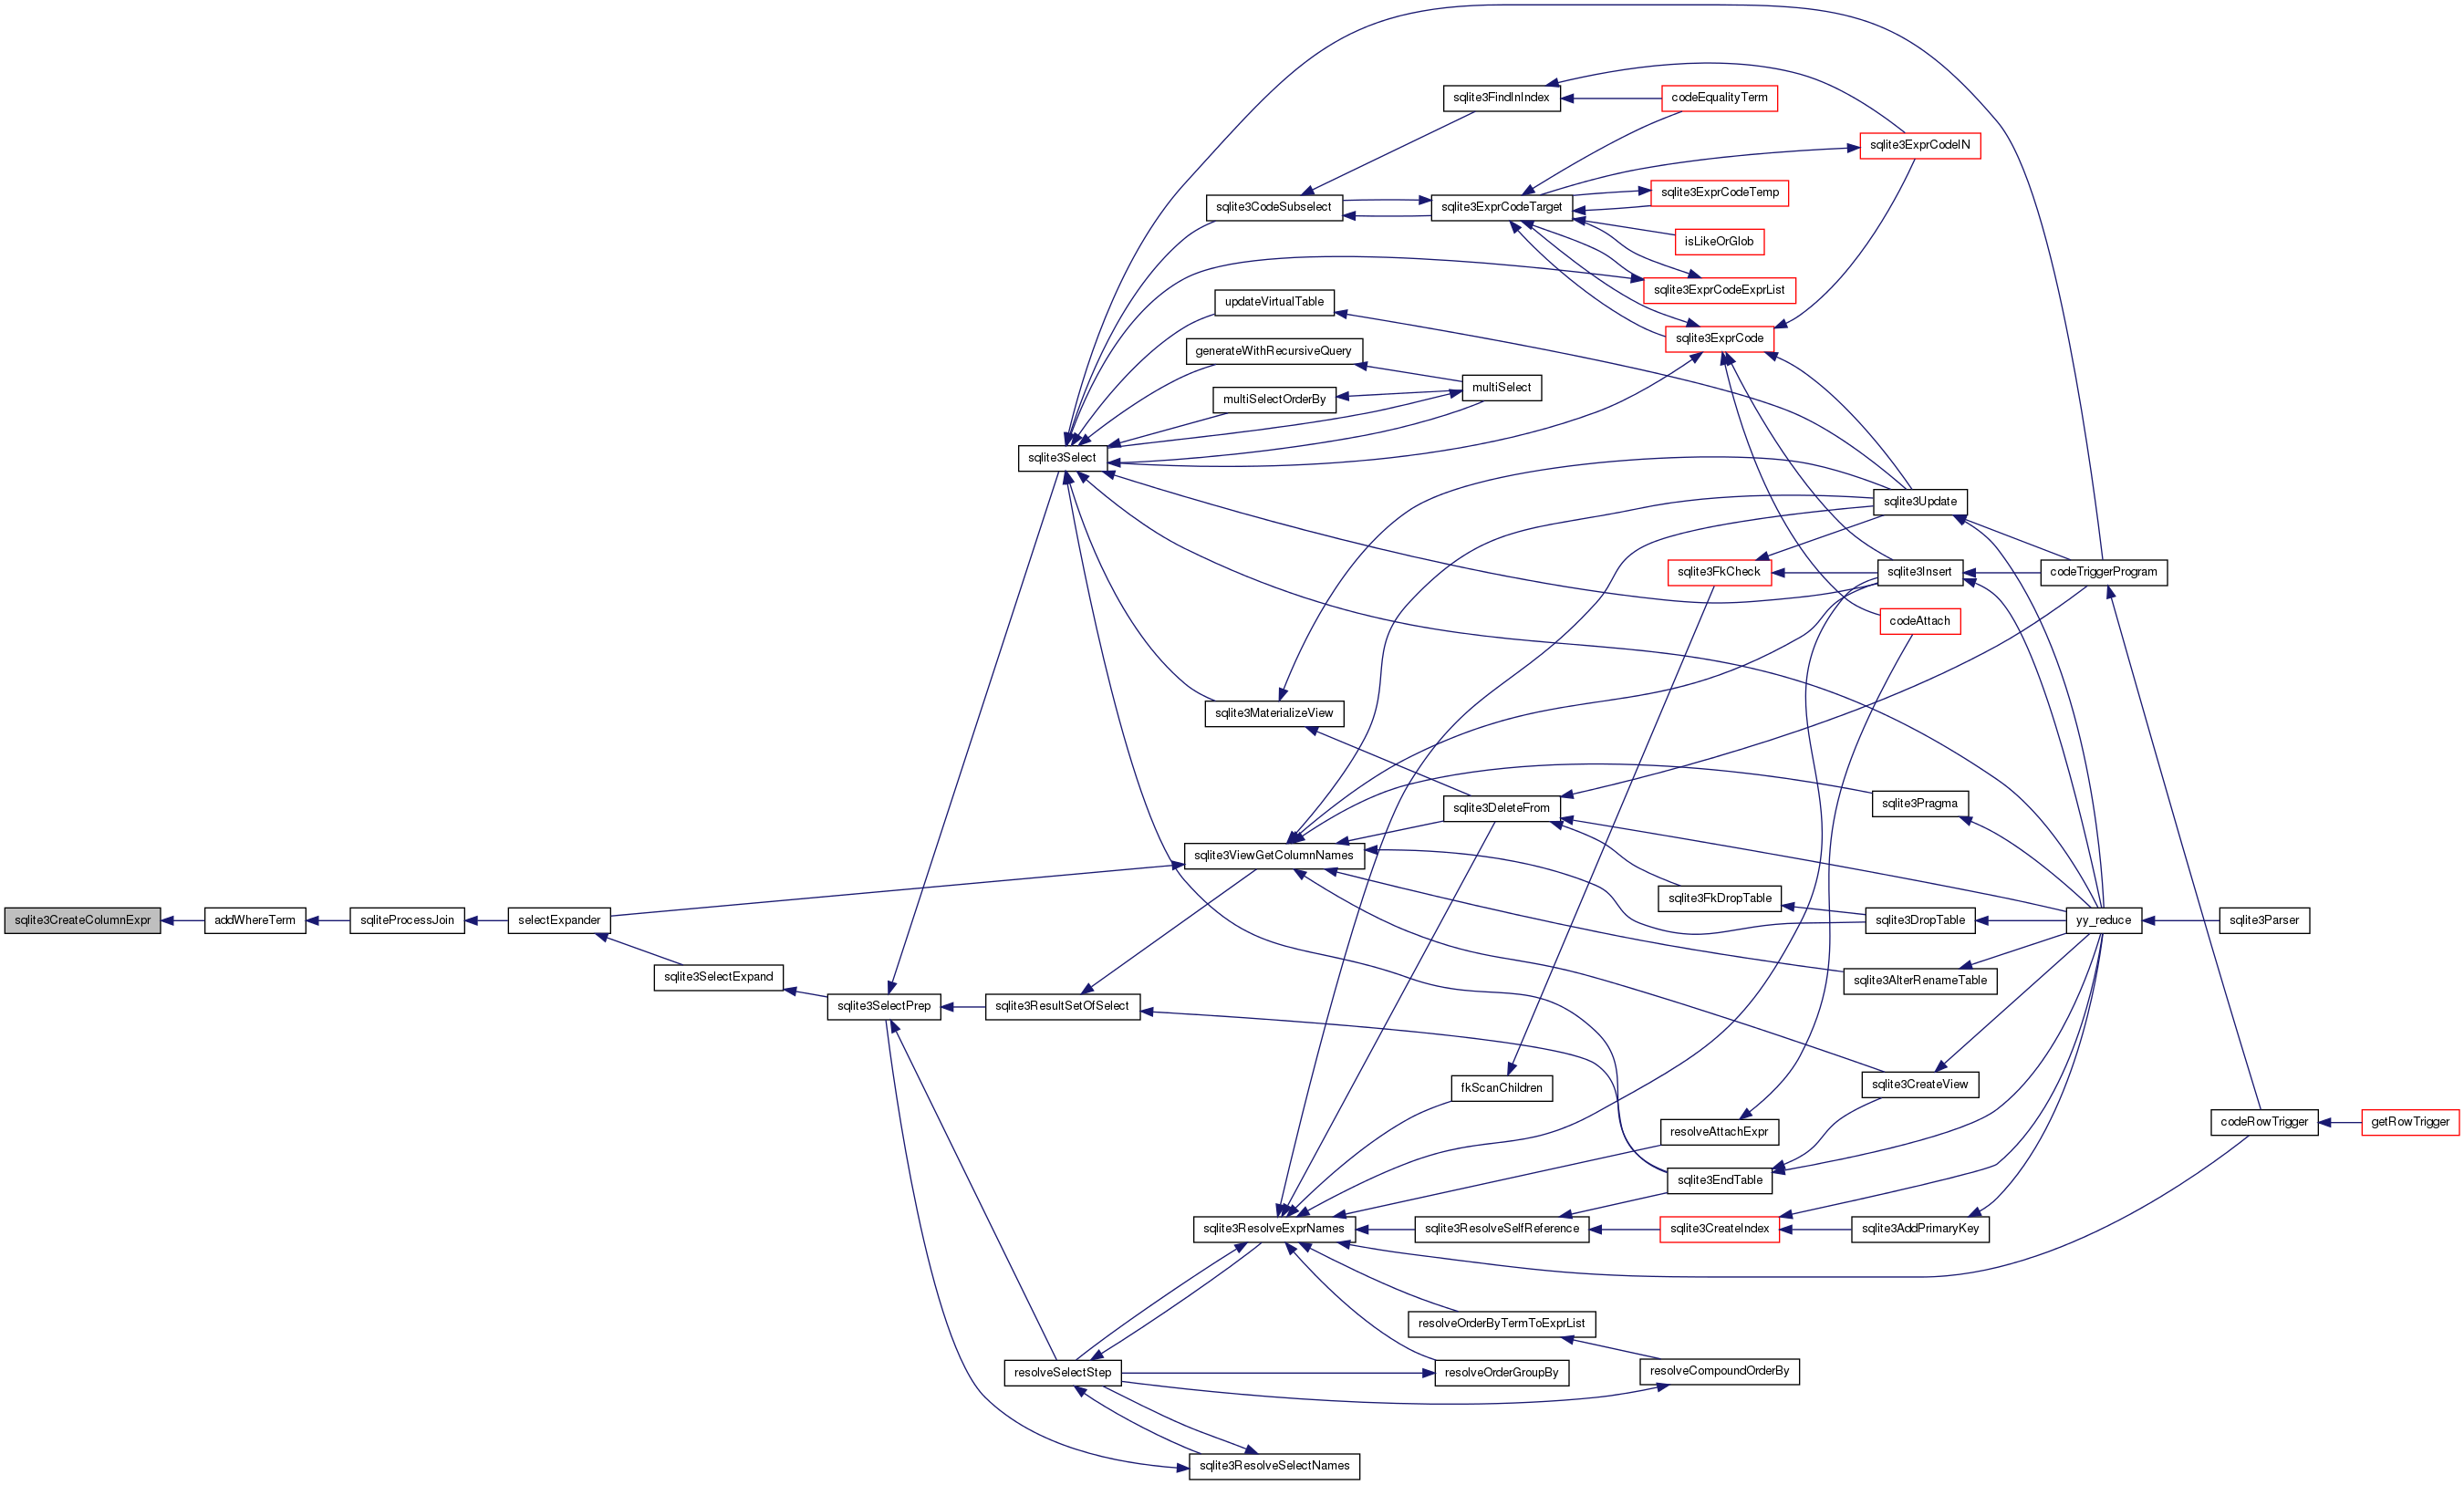 sqlite3FindInIndex
codeEqualityTerm
sqlite3ExprCodeIN
sqlite3ExprCodeTemp
sqlite3CodeSubselect
sqlite3ExprCodeTarget
isLikeOrGlob
sqlite3ExprCodeExprList
updateVirtualTable
sqlite3ExprCode
generateWithRecursiveQuery
multiSelect
multiSelectOrderBy
sqlite3Select
sqlite3Update
sqlite3FkCheck
sqlite3Insert
codeTriggerProgram
codeAttach
sqlite3MaterializeView
sqlite3DeleteFrom
sqlite3Pragma
sqlite3ViewGetColumnNames
sqlite3FkDropTable
sqlite3CreateColumnExpr
addWhereTerm
sqliteProcessJoin
selectExpander
sqlite3DropTable
yy_reduce
sqlite3Parser
sqlite3SelectExpand
sqlite3AlterRenameTable
sqlite3SelectPrep
sqlite3ResultSetOfSelect
fkScanChildren
sqlite3CreateView
resolveAttachExpr
codeRowTrigger
getRowTrigger
sqlite3EndTable
sqlite3ResolveExprNames
sqlite3ResolveSelfReference
sqlite3CreateIndex
sqlite3AddPrimaryKey
resolveOrderByTermToExprList
resolveSelectStep
resolveOrderGroupBy
resolveCompoundOrderBy
sqlite3ResolveSelectNames